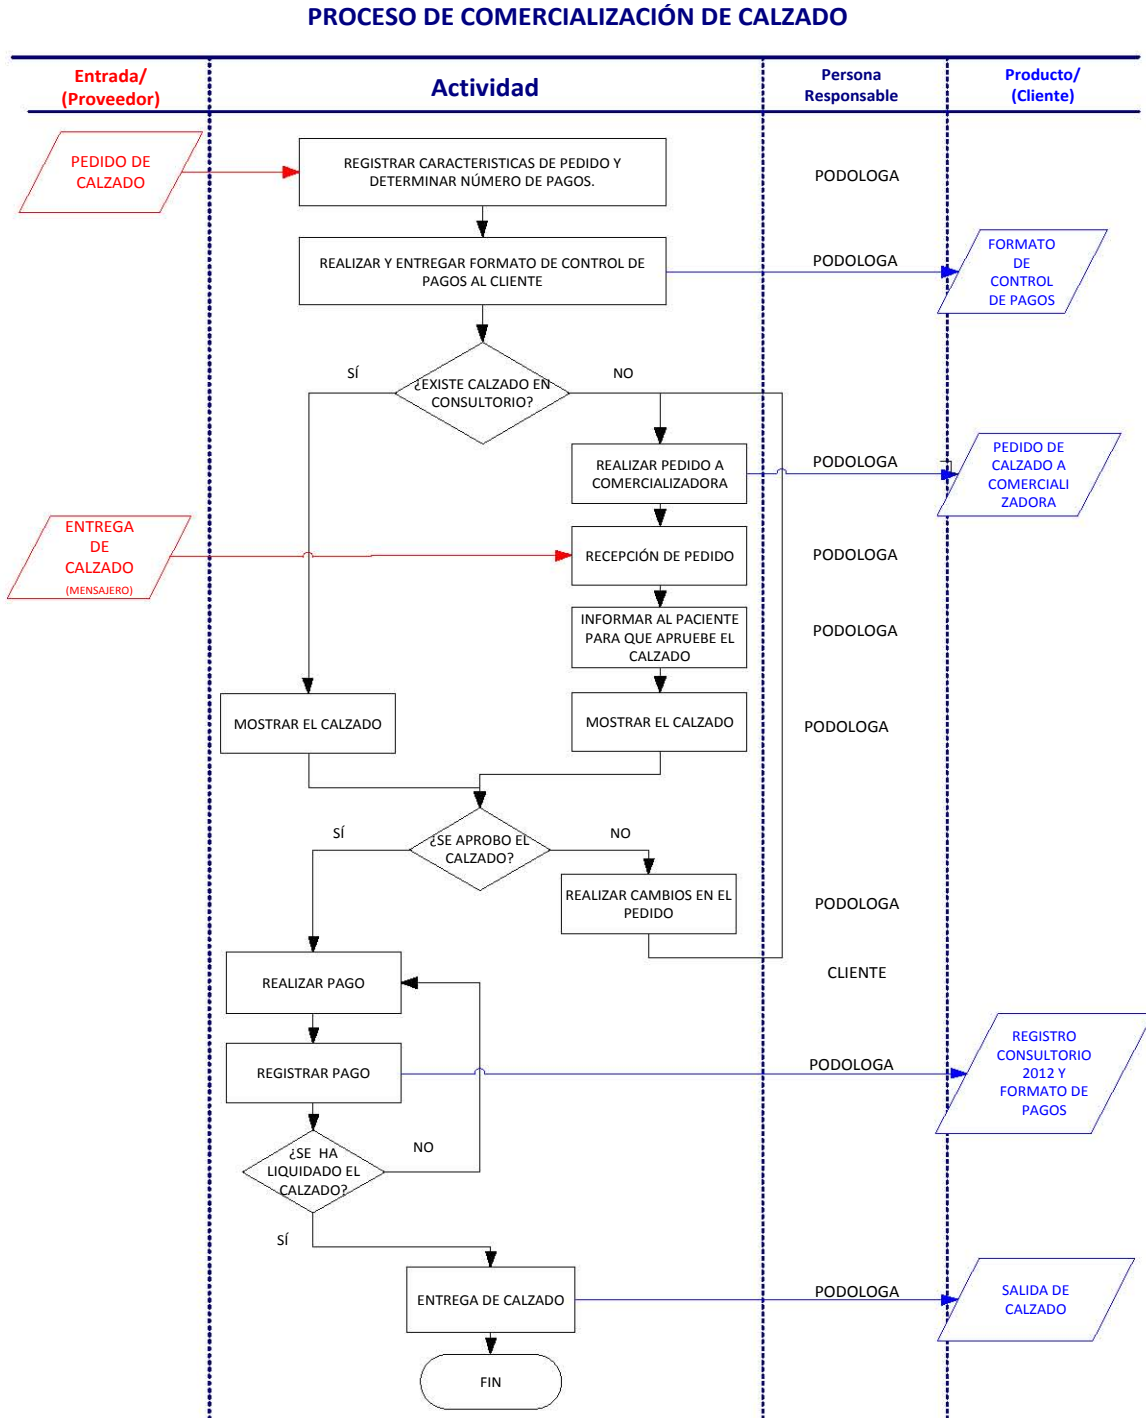 PROCESO DE COMERCIALIZACIÓN DE CALZADO
Entrada/
(Proveedor)
Actividad
Persona
Responsable
Producto/
(Cliente)
PEDIDO DE
CALZADO
REGISTRAR CARACTERISTICAS DE PEDIDO Y
DETERMINAR NÚMERO DE PAGOS.
PODOLOGA
REALIZAR Y ENTREGAR FORMATO DE CONTROL DE
PAGOS AL CLIENTE
PODOLOGA
FORMATO
DE
CONTROL
DE PAGOS
SÍ
¿EXISTE CALZADO EN
CONSULTORIO?
NO
REALIZAR PEDIDO A
COMERCIALIZADORA
PODOLOGA
PEDIDO DE
CALZADO A
COMERCIALI
ZADORA
ENTREGA
DE
CALZADO
(MENSAJERO)
RECEPCIÓN DE PEDIDO
PODOLOGA
INFORMAR AL PACIENTE
PARA QUE APRUEBE EL
CALZADO
PODOLOGA
MOSTRAR EL CALZADO
MOSTRAR EL CALZADO
PODOLOGA
SÍ
¿SE APROBO EL
CALZADO?
NO
REALIZAR CAMBIOS EN EL
PEDIDO
PODOLOGA
REALIZAR PAGO
CLIENTE
REGISTRAR PAGO
PODOLOGA
REGISTRO
CONSULTORIO
2012 Y
FORMATO DE
PAGOS
¿SE HA
LIQUIDADO EL
CALZADO?
NO
SÍ
ENTREGA DE CALZADO
PODOLOGA
SALIDA DE
CALZADO
FIN